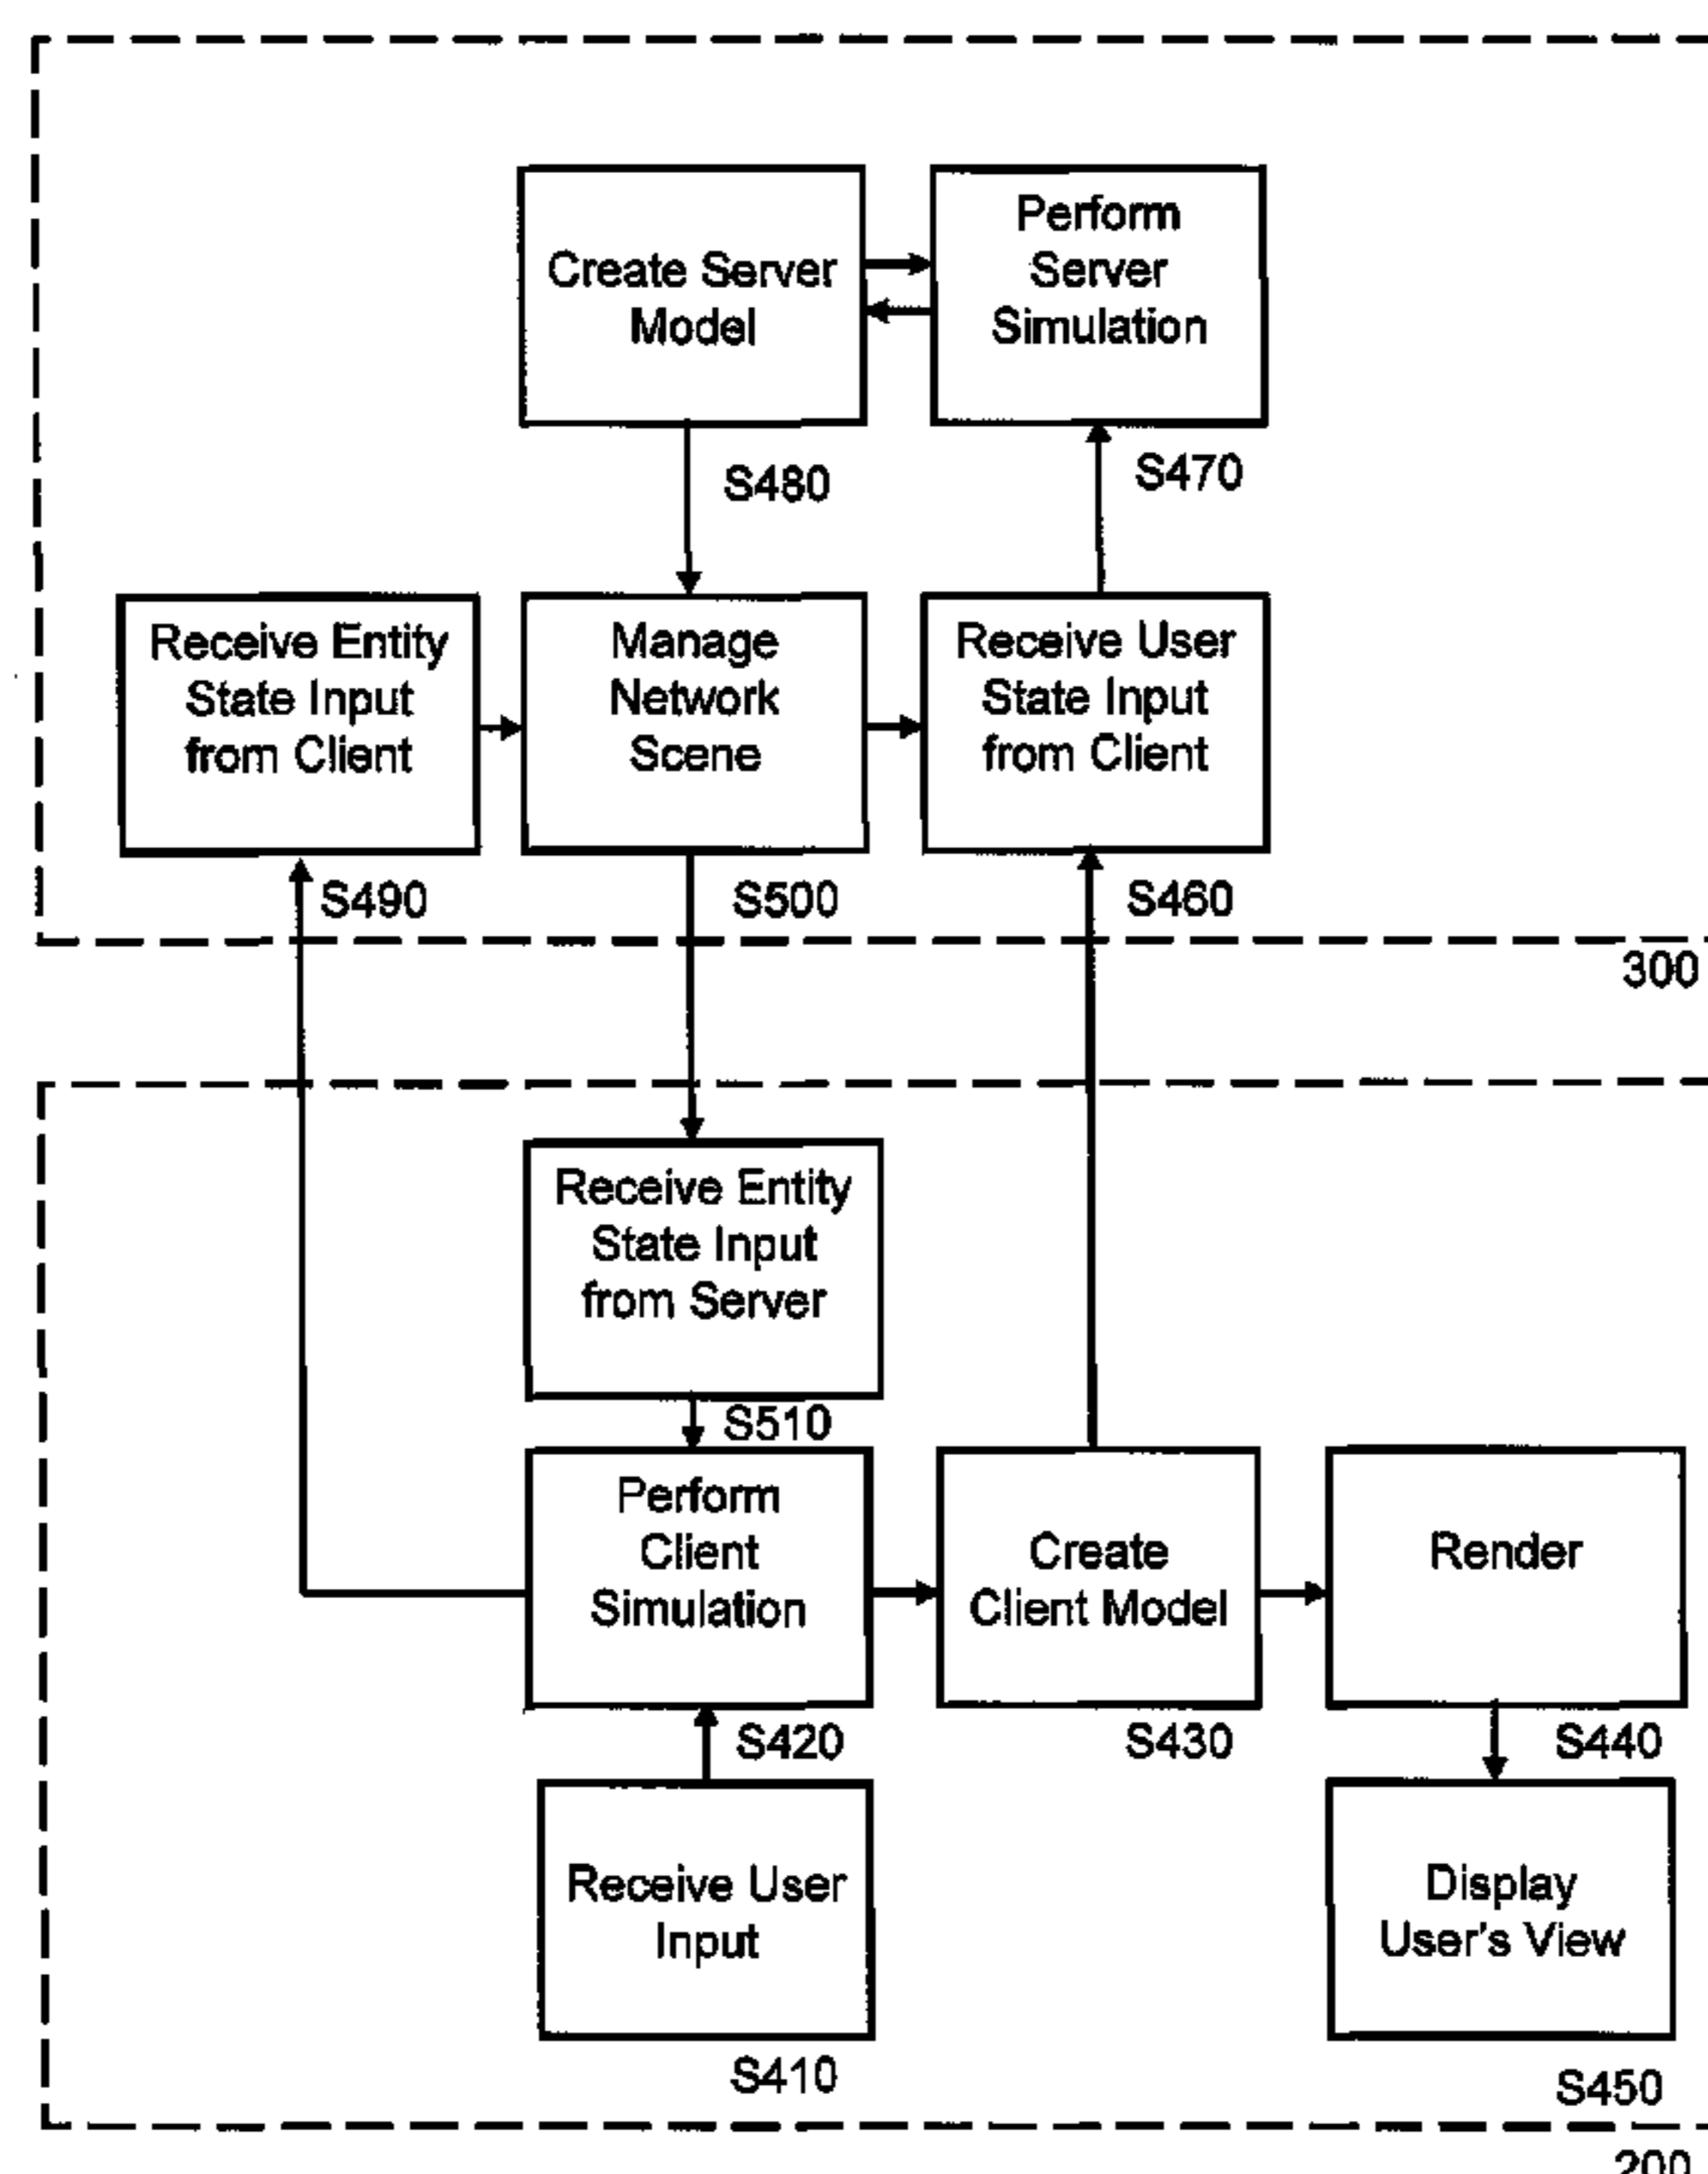 Create Server
Model
Perform
Server
Simulation
S480
S470
Receive Entity
State Input
from Client
Manage
Network
Scene
Receive User
State Input
from Client
S490
S500
S460
300
Receive Entity
State Input
from Server
S510
Perform
Client
Simulation
Create
Client Model
Render
S420
S430
S440
Receive User
Input
Display
User's View
S410
S450
200